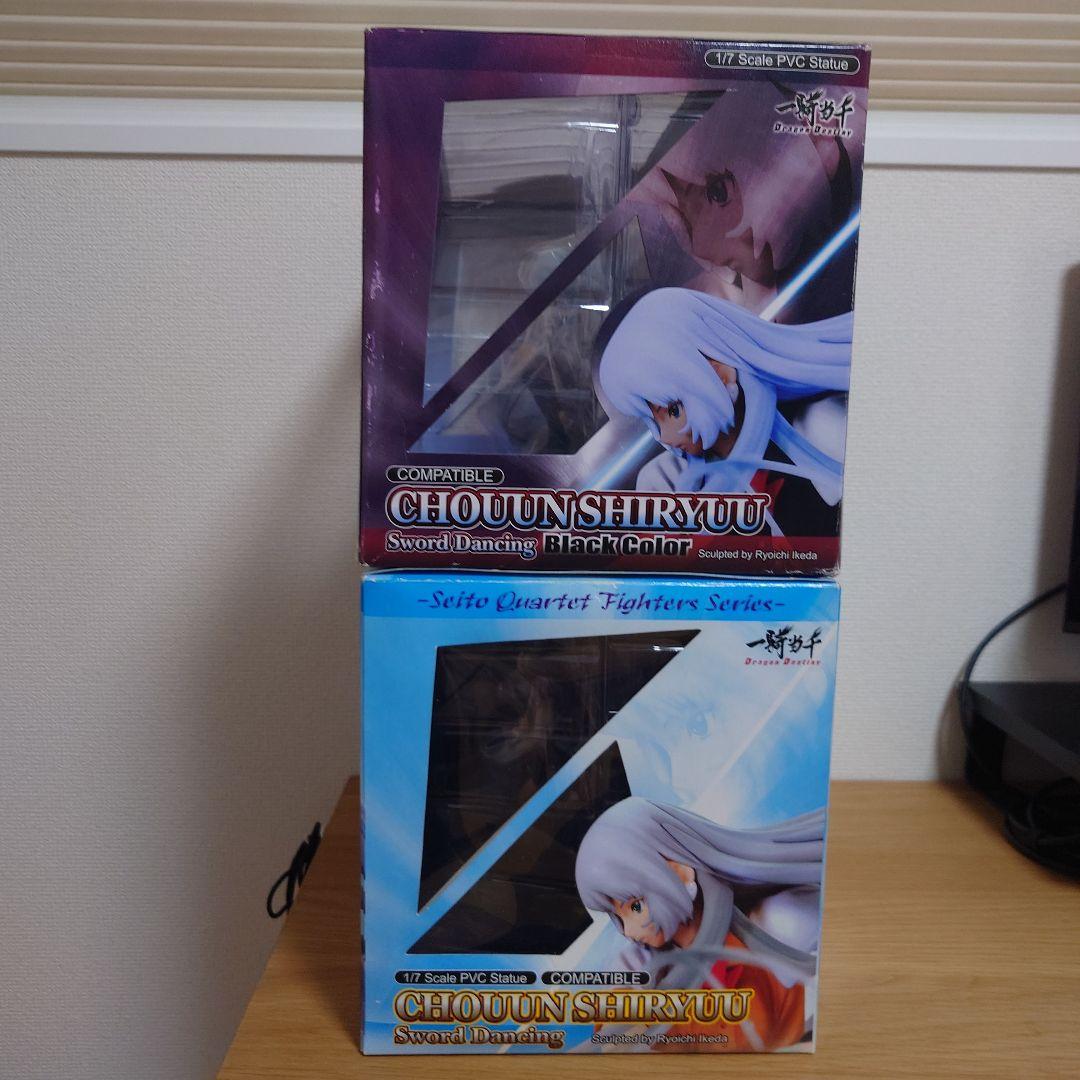 1/7 Scale PVC Statue
一騎当千
Dragon Destiny
COMPATIBLE
CHOUUN SHIRYUU
Sword Dancing Black Color Sculpted by Ryoichi Ikeda
-Seito Quartet Fighters Series-
一騎当千
Dragon Destiny
1/7 Scale PVC Statue COMPATIBLE
CHOUUN SHIRYUU
Sword Dancing Sculpted by Ryoichi Ikeda